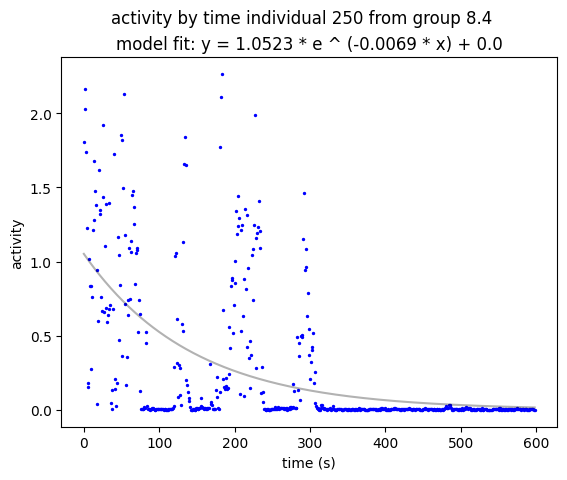 activity by time individual 250 from group 8.4
model fit: y = 1.0523 * e ^ (-0.0069 * x) + 0.0
2.0
1.5
1.0
0.5
0.0
activity
0 100 200 300 400 500 600
time (s)